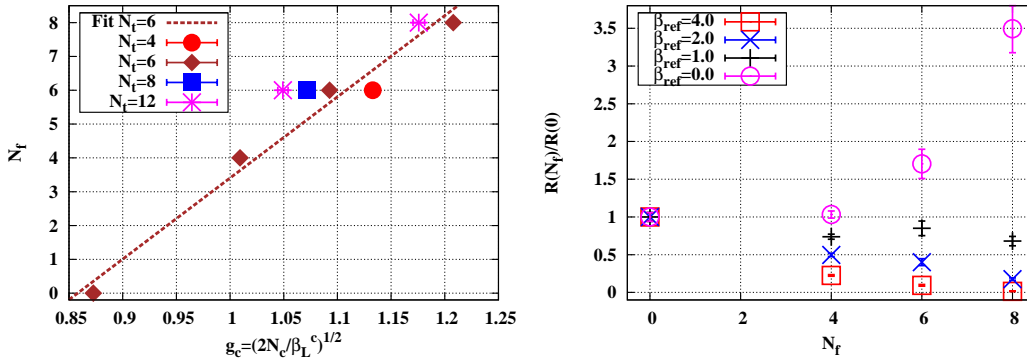 Fit N_t=6
N_t=4
N_t=6
N_t=8
N_t=12
8
7
6
5
4
3
2
1
0
N_f
0.85 0.9 0.95 1 1.05 1.1 1.15 1.2 1.25
g_c=(2N_c/β_L^c)^{1/2}
β_ref=4.0
β_ref=2.0
β_ref=1.0
β_ref=0.0
3.5
3
2.5
2
1.5
1
0.5
0
R(N_f)/R(0)
0 2 4 6 8
N_f